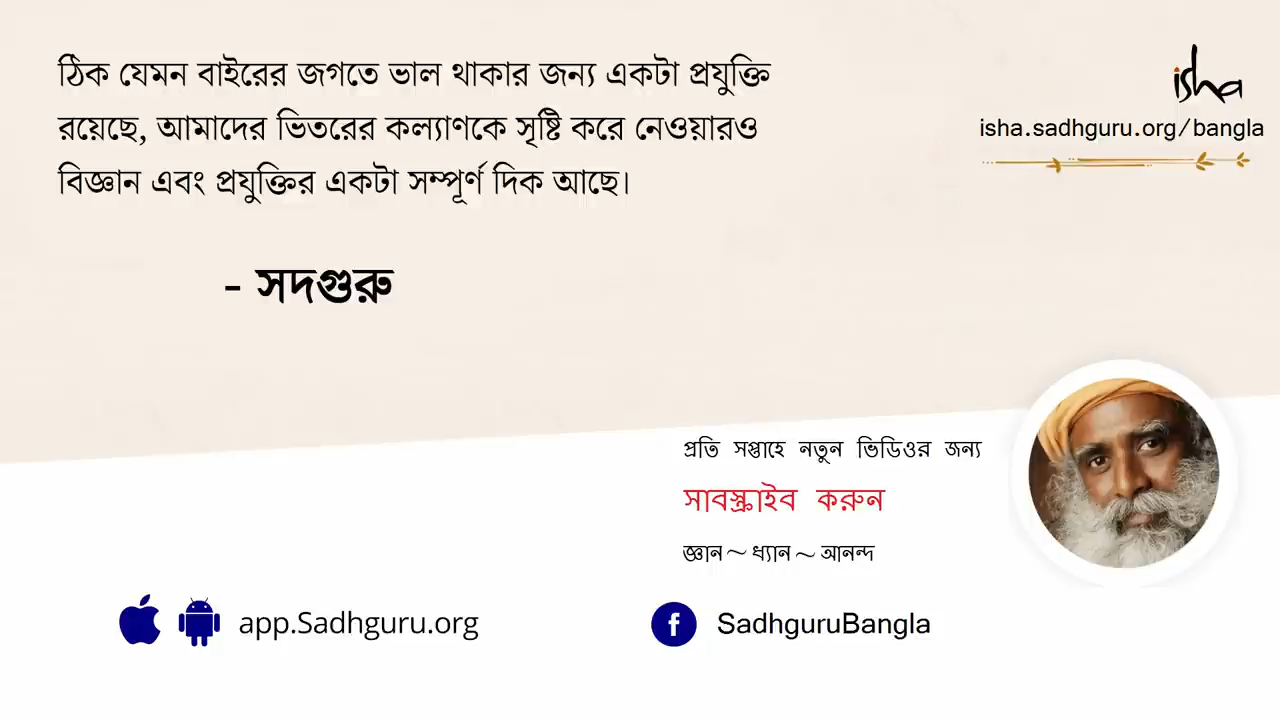 ঠিক যেমন বাইরের জগতে ভাল থাকার জন্য একটা প্রযুক্তি
রয়েছে, আমাদের ভিতরের কল্যাণকে সৃষ্টি করে নেওয়ারও
বিজ্ঞান এবং প্রযুক্তির একটা সম্পূর্ণ দিক আছে।
- সদগুরু
isha
isha.sadhguru.org/bangla
প্রতি সপ্তাহে নতুন ভিডিওর জন্য
সাবস্ক্রাইব করুন
জ্ঞান ~ ধ্যান ~ আনন্দ
app.Sadhguru.org
f SadhguruBangla